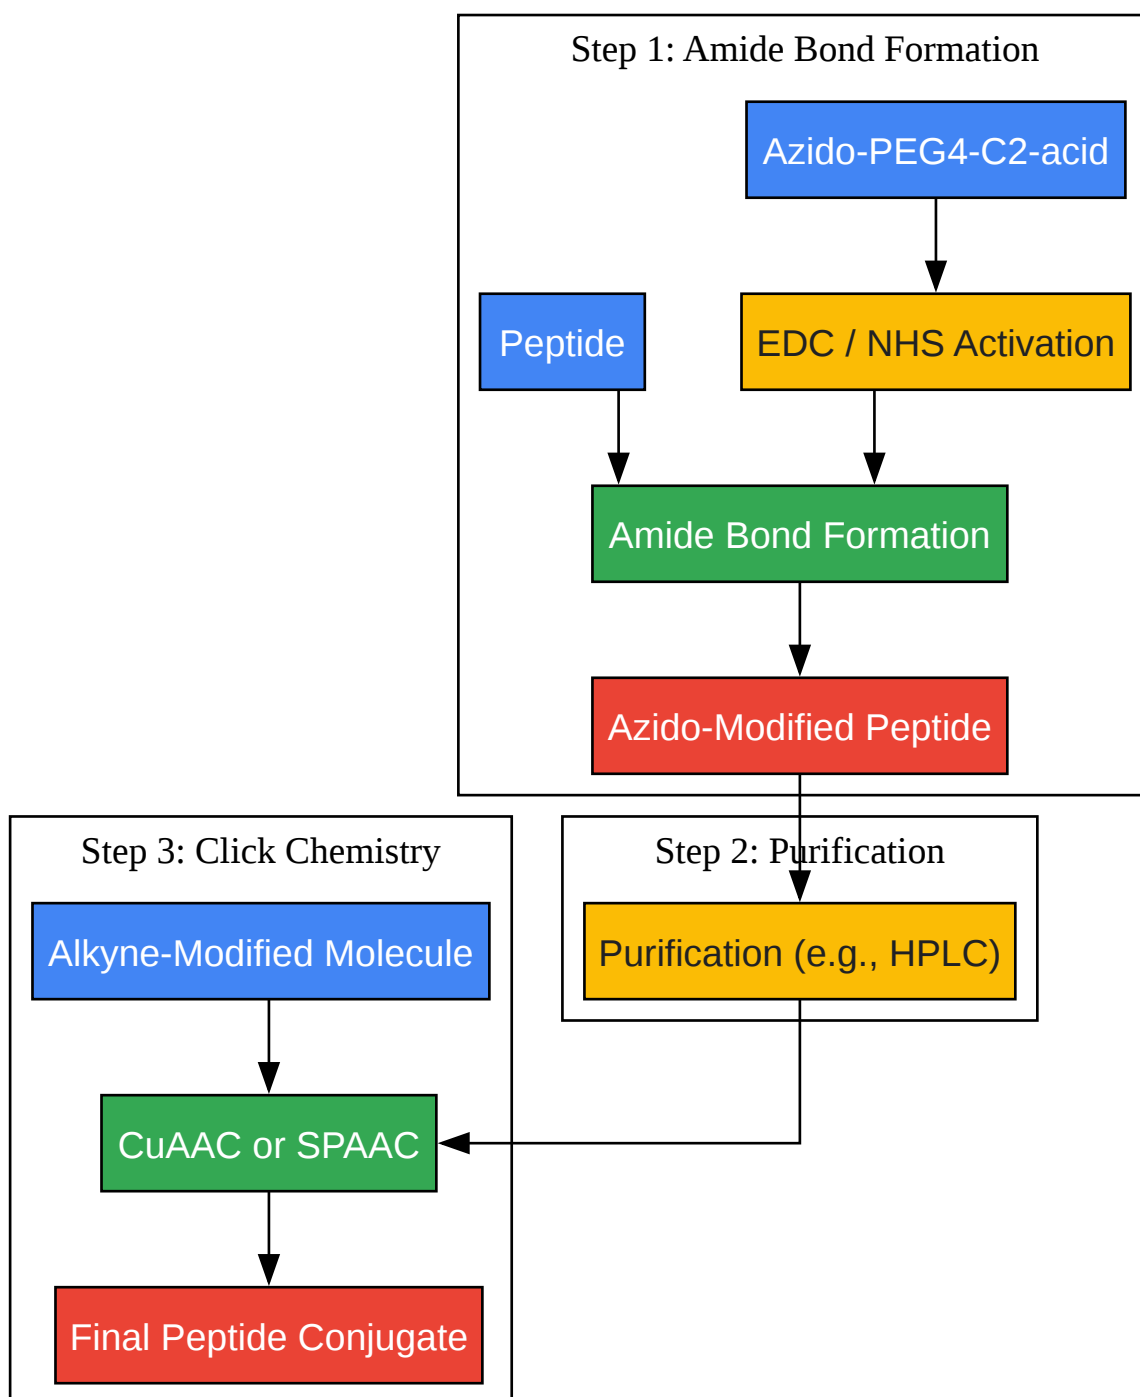 Step 1: Amide Bond Formation
Azido-PEG4-C2-acid
Peptide
EDC / NHS Activation
Amide Bond Formation
Azido-Modified Peptide
Step 2: Purification
Purification (e.g., HPLC)
Step 3: Click Chemistry
Alkyne-Modified Molecule
CuAAC or SPAAC
Final Peptide Conjugate